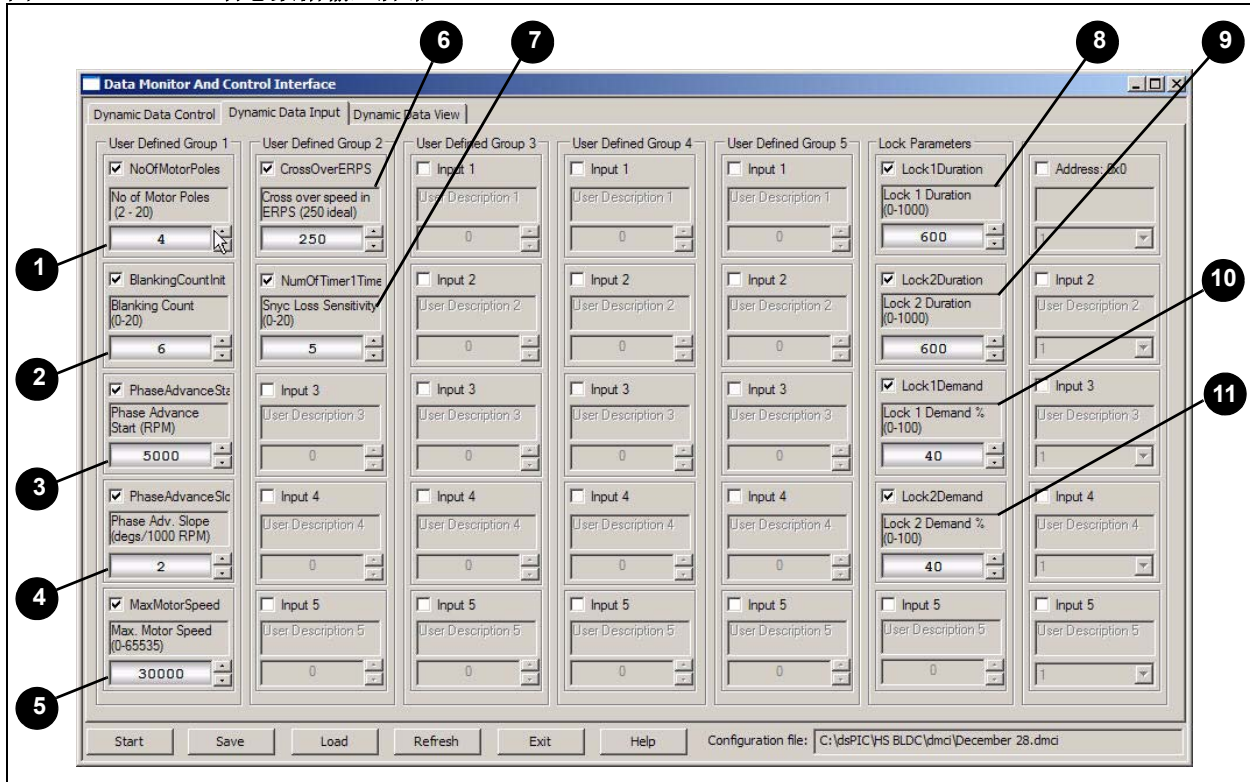 6
7
8
9
Data Monitor And Control Interface
Dynamic Data Control
Dynamic Data Input
Dynamic Data View
User Defined Group 1
NoOfMotorPoles
No of Motor Poles
(2 - 20)
4
1
BlankingCountInit
Blanking Count
(0-20)
6
2
PhaseAdvanceSta
Phase Advance
Start (RPM)
5000
3
PhaseAdvanceSlo
Phase Adv. Slope
(degs/1000 RPM)
2
4
MaxMotorSpeed
Max. Motor Speed
(0-65535)
30000
5
User Defined Group 2
CrossOverERPS
Cross over speed in
ERPS (250 ideal)
250
NumOfTimer1Time
Snyc Loss Sensitivity
(0-20)
5
Input 3
User Description 3
0
Input 4
User Description 4
0
Input 5
User Description 5
0
User Defined Group 3
Input 1
User Description 1
0
Input 2
User Description 2
0
Input 3
User Description 3
0
Input 4
User Description 4
0
Input 5
User Description 5
0
User Defined Group 4
Input 1
User Description 1
0
Input 2
User Description 2
0
Input 3
User Description 3
0
Input 4
User Description 4
0
Input 5
User Description 5
0
User Defined Group 5
Input 1
User Description 1
0
Input 2
User Description 2
0
Input 3
User Description 3
0
Input 4
User Description 4
0
Input 5
User Description 5
0
Lock Parameters
Lock1Duration
Lock 1 Duration
(0-1000)
600
Lock2Duration
Lock 2 Duration
(0-1000)
600
Lock1Demand
Lock 1 Demand %
(0-100)
40
Lock2Demand
Lock 2 Demand %
(0-100)
40
Input 5
User Description 5
0
Address: 0x0
1
Input 2
User Description 2
1
10
Input 3
User Description 3
1
11
Input 4
User Description 4
1
Input 5
User Description 5
1
Start
Save
Load
Refresh
Exit
Help
Configuration file: C:\dsPIC\HS BLDC\dmci\December 28.dmci